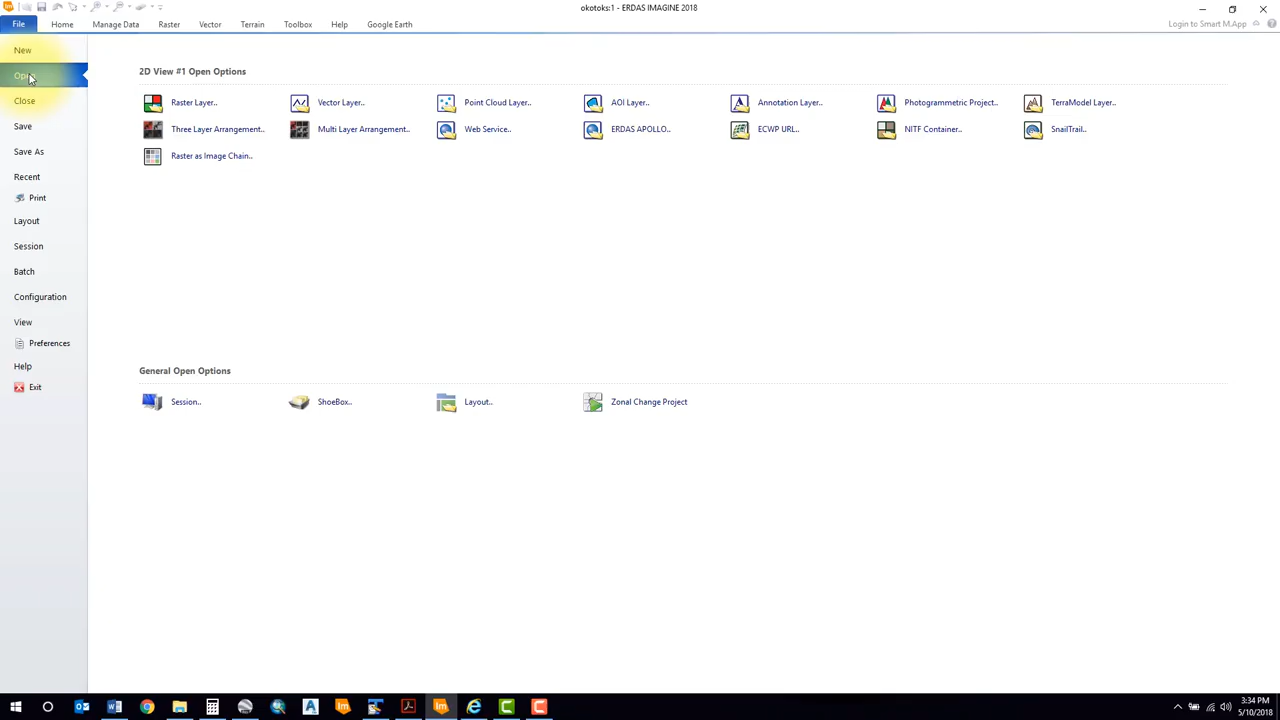 okotoks:1 - ERDAS IMAGINE 2018
File Home Manage Data Raster Vector Terrain Toolbox Help Google Earth Login to Smart M.App
New
Open
Close
Save
Save As
Recent
Print
Layout
Session
Batch
Configuration
View
Preferences
Help
Exit
2D View #1 Open Options
Raster Layer.. Vector Layer.. Point Cloud Layer.. AOI Layer.. Annotation Layer.. Photogrammetric Project.. TerraModel Layer..
Three Layer Arrangement.. Multi Layer Arrangement.. Web Service.. ERDAS APOLLO.. ECWP URL.. NITF Container.. SnailTrail..
Raster as Image Chain..
General Open Options
Session.. ShoeBox.. Layout.. Zonal Change Project
3:34 PM
5/10/2018